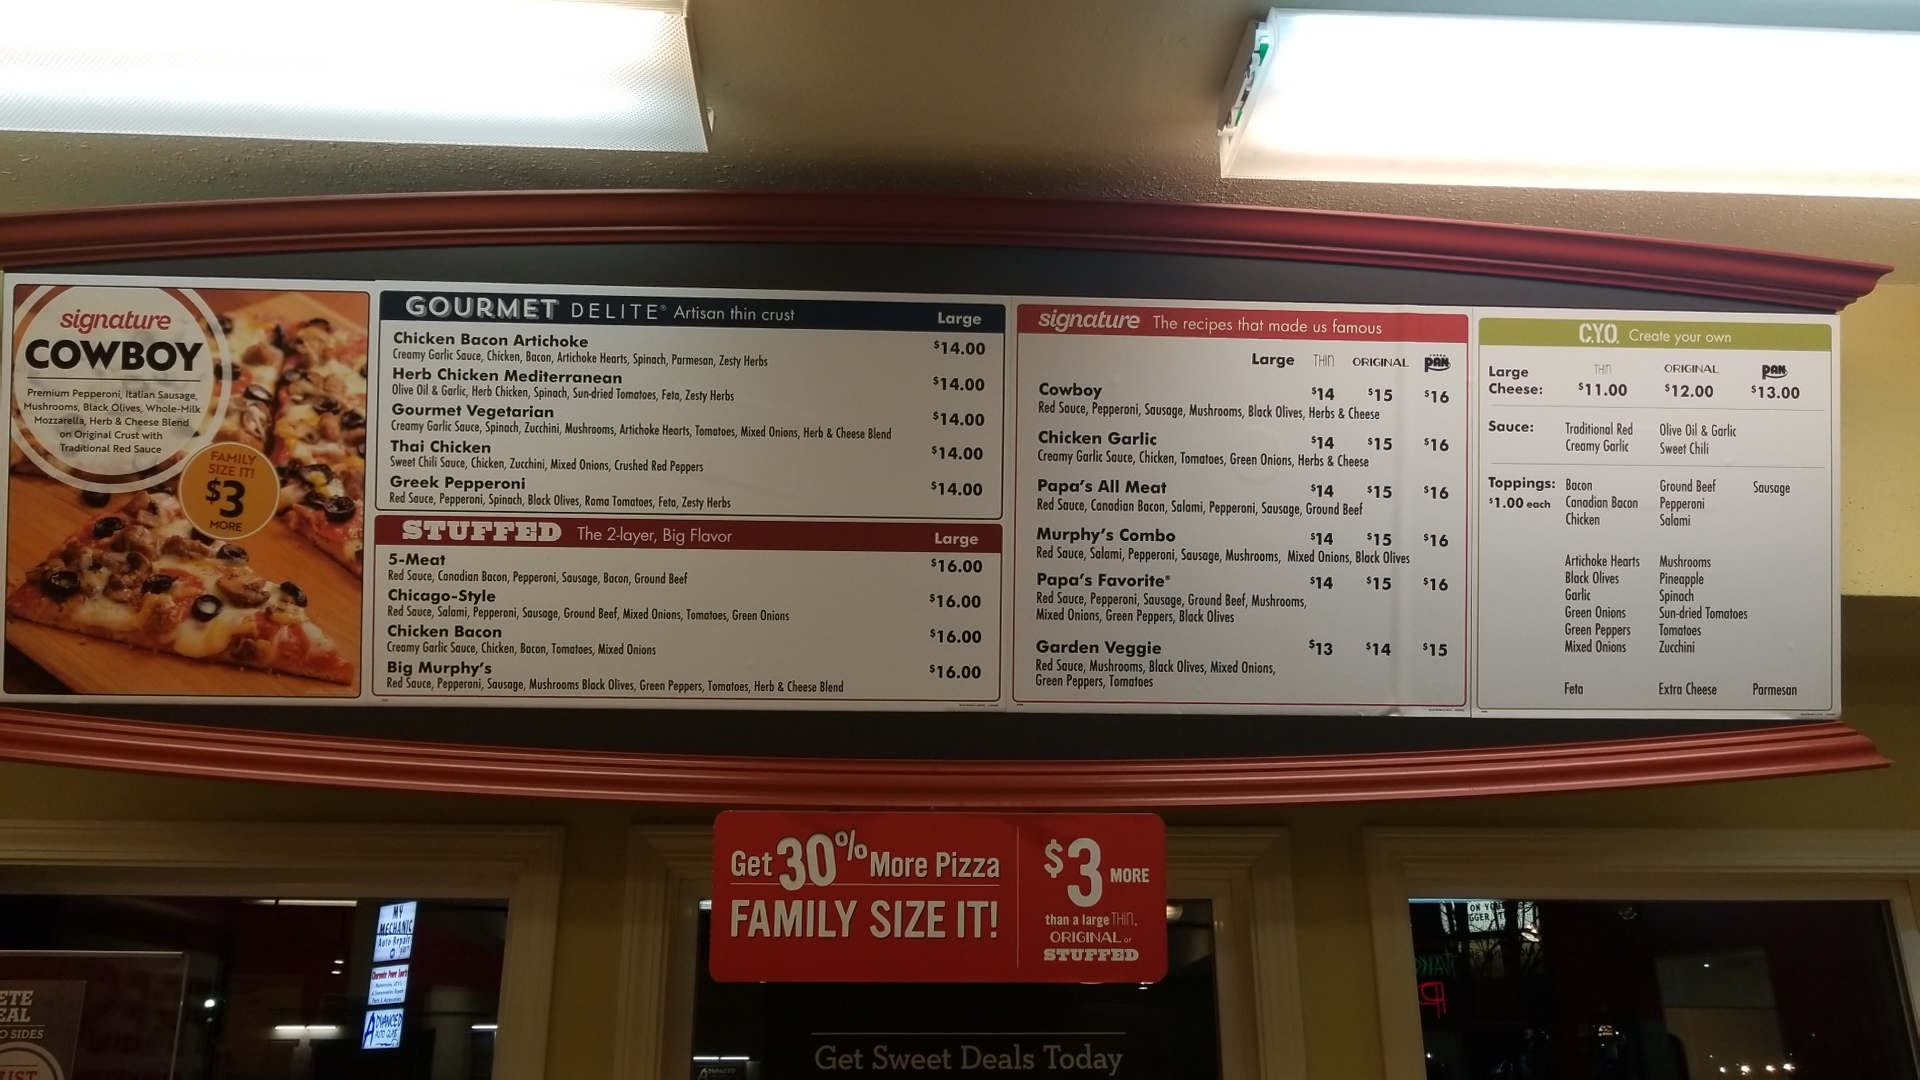 signature
COWBOY
Premium Pepperoni, Italian Sausage,
Mushrooms, Black Olives, Whole-Milk
Mozzarella, Herb & Cheese Blend
on Original Crust with
Traditional Red Sauce
FAMILY
SIZE IT!
$3
MORE
GOURMET DELITE® Artisan thin crust Large
Chicken Bacon Artichoke $14.00
Creamy Garlic Sauce, Chicken, Bacon, Artichoke Hearts, Spinach, Parmesan, Zesty Herbs
Herb Chicken Mediterranean $14.00
Olive Oil & Garlic, Herb Chicken, Spinach, Sun-dried Tomatoes, Feta, Zesty Herbs
Gourmet Vegetarian $14.00
Creamy Garlic Sauce, Spinach, Zucchini, Mushrooms, Artichoke Hearts, Tomatoes, Mixed Onions, Herb & Cheese Blend
Thai Chicken $14.00
Sweet Chili Sauce, Chicken, Zucchini, Mixed Onions, Crushed Red Peppers
Greek Pepperoni $14.00
Red Sauce, Pepperoni, Spinach, Black Olives, Roma Tomatoes, Feta, Zesty Herbs
STUFFED The 2-layer, Big Flavor Large
5-Meat $16.00
Red Sauce, Canadian Bacon, Pepperoni, Sausage, Bacon, Ground Beef
Chicago-Style $16.00
Red Sauce, Salami, Pepperoni, Sausage, Ground Beef, Mixed Onions, Tomatoes, Green Onions
Chicken Bacon $16.00
Creamy Garlic Sauce, Chicken, Bacon, Tomatoes, Mixed Onions
Big Murphy's $16.00
Red Sauce, Pepperoni, Sausage, Mushrooms Black Olives, Green Peppers, Tomatoes, Herb & Cheese Blend
signature The recipes that made us famous
Large THIN ORIGINAL PAN
Cowboy $14 $15 $16
Red Sauce, Pepperoni, Sausage, Mushrooms, Black Olives, Herbs & Cheese
Chicken Garlic $14 $15 $16
Creamy Garlic Sauce, Chicken, Tomatoes, Green Onions, Herbs & Cheese
Papa's All Meat $14 $15 $16
Red Sauce, Canadian Bacon, Salami, Pepperoni, Sausage, Ground Beef
Murphy's Combo $14 $15 $16
Red Sauce, Salami, Pepperoni, Sausage, Mushrooms, Mixed Onions, Black Olives
Papa's Favorite® $14 $15 $16
Red Sauce, Pepperoni, Sausage, Ground Beef, Mushrooms,
Mixed Onions, Green Peppers, Black Olives
Garden Veggie $13 $14 $15
Red Sauce, Mushrooms, Black Olives, Mixed Onions,
Green Peppers, Tomatoes
C.Y.O. Create your own
THIN ORIGINAL PAN
Large
Cheese: $11.00 $12.00 $13.00
Sauce: Traditional Red Olive Oil & Garlic
Creamy Garlic Sweet Chili
Toppings: Bacon Ground Beef Sausage
$1.00 each Canadian Bacon Pepperoni
Chicken Salami
Artichoke Hearts Mushrooms
Black Olives Pineapple
Garlic Spinach
Green Onions Sun-dried Tomatoes
Green Peppers Tomatoes
Mixed Onions Zucchini
Feta Extra Cheese Parmesan
Get 30% More Pizza
FAMILY SIZE IT!
$3 MORE
than a large THIN,
ORIGINAL or
STUFFED
Get Sweet Deals Today
MY
MECHANIC
Auto Repair
ADVANCED
ETE
EAL
O SIDES
UST